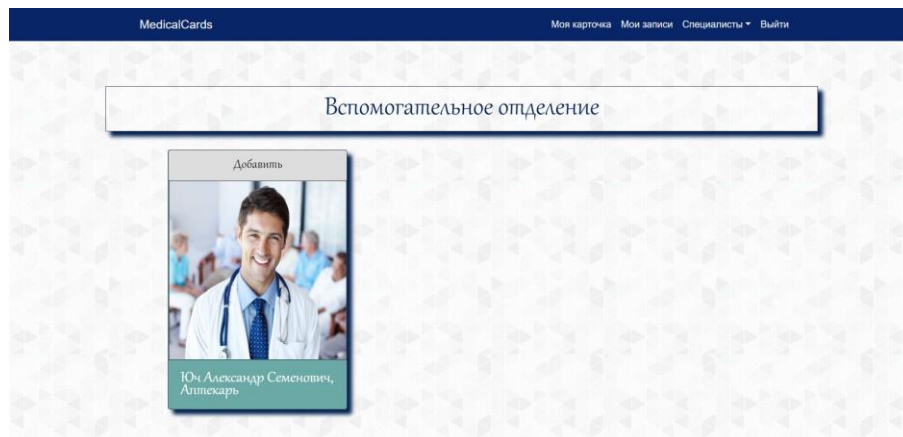 MedicalCards
Моя карточка Мои записи Специалисты Выйти
Вспомогательное отделение
Добавить
Юч Александр Семенович,
Аптекарь